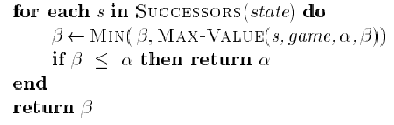 for each s in SUCCESSORS(state) do
β ← MIN( β, MAX-VALUE(s, game, α, β))
if β ≤ α then return α
end
return β